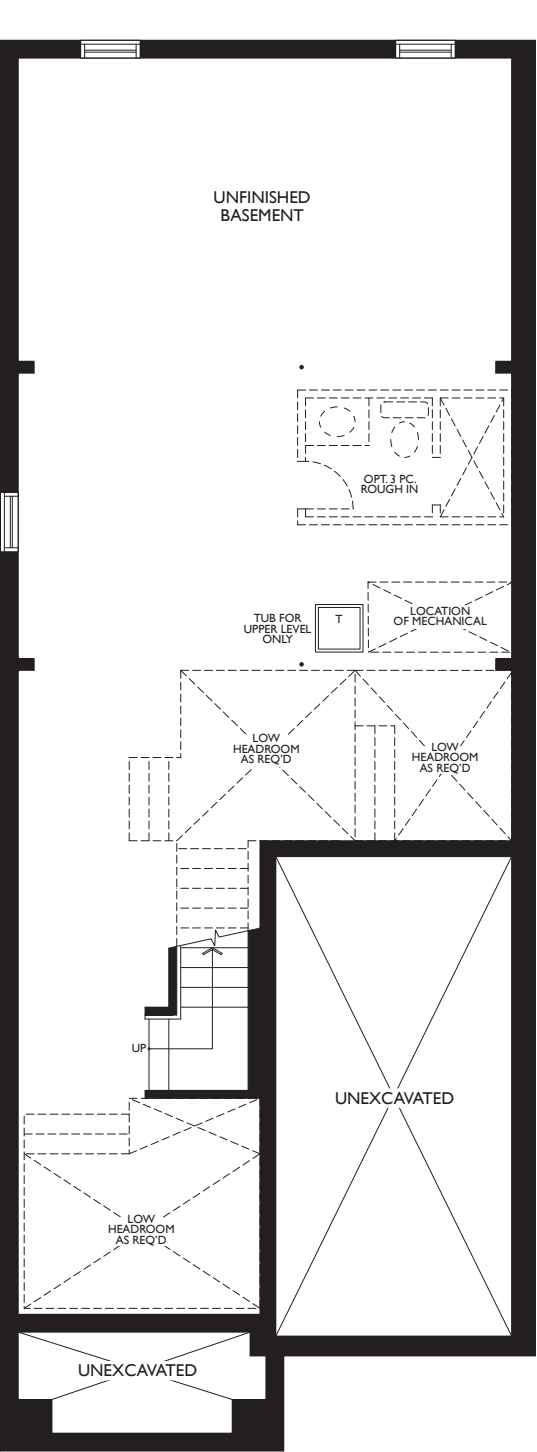 UNFINISHED
BASEMENT
OPT. 3 PC.
ROUGH IN
TUB FOR
UPPER LEVEL
ONLY
T
LOCATION
OF MECHANICAL
LOW
HEADROOM
AS REQ'D
LOW
HEADROOM
AS REQ'D
UP
UNEXCAVATED
LOW
HEADROOM
AS REQ'D
UNEXCAVATED